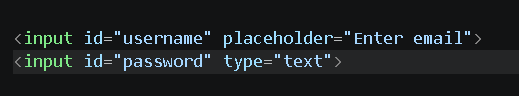 <input id="username" placeholder="Enter email">
<input id="password" type="text">